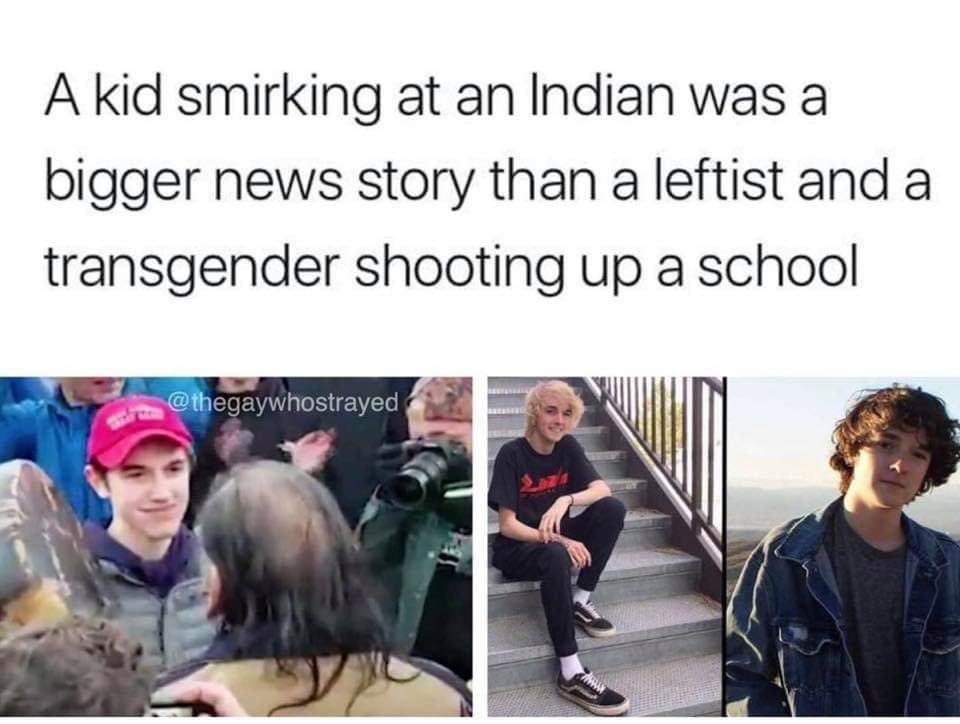 A kid smirking at an Indian was a
bigger news story than a leftist and a
transgender shooting up a school
@thegaywhostrayed